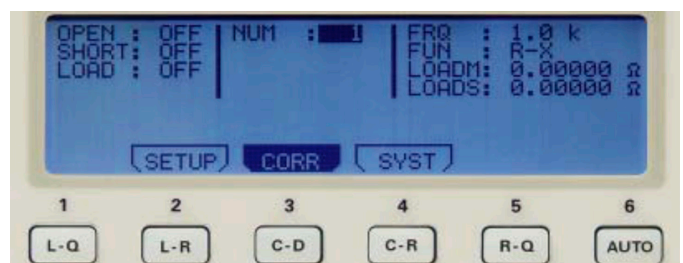 OPEN : OFF NUM :1 FRQ : 1.0 k
SHORT: OFF FUN : R-X
LOAD : OFF LOADM: 0.00000 Ω
LOADS: 0.00000 Ω
SETUP CORR SYST
1 2 3 4 5 6
L-Q L-R C-D C-R R-Q AUTO